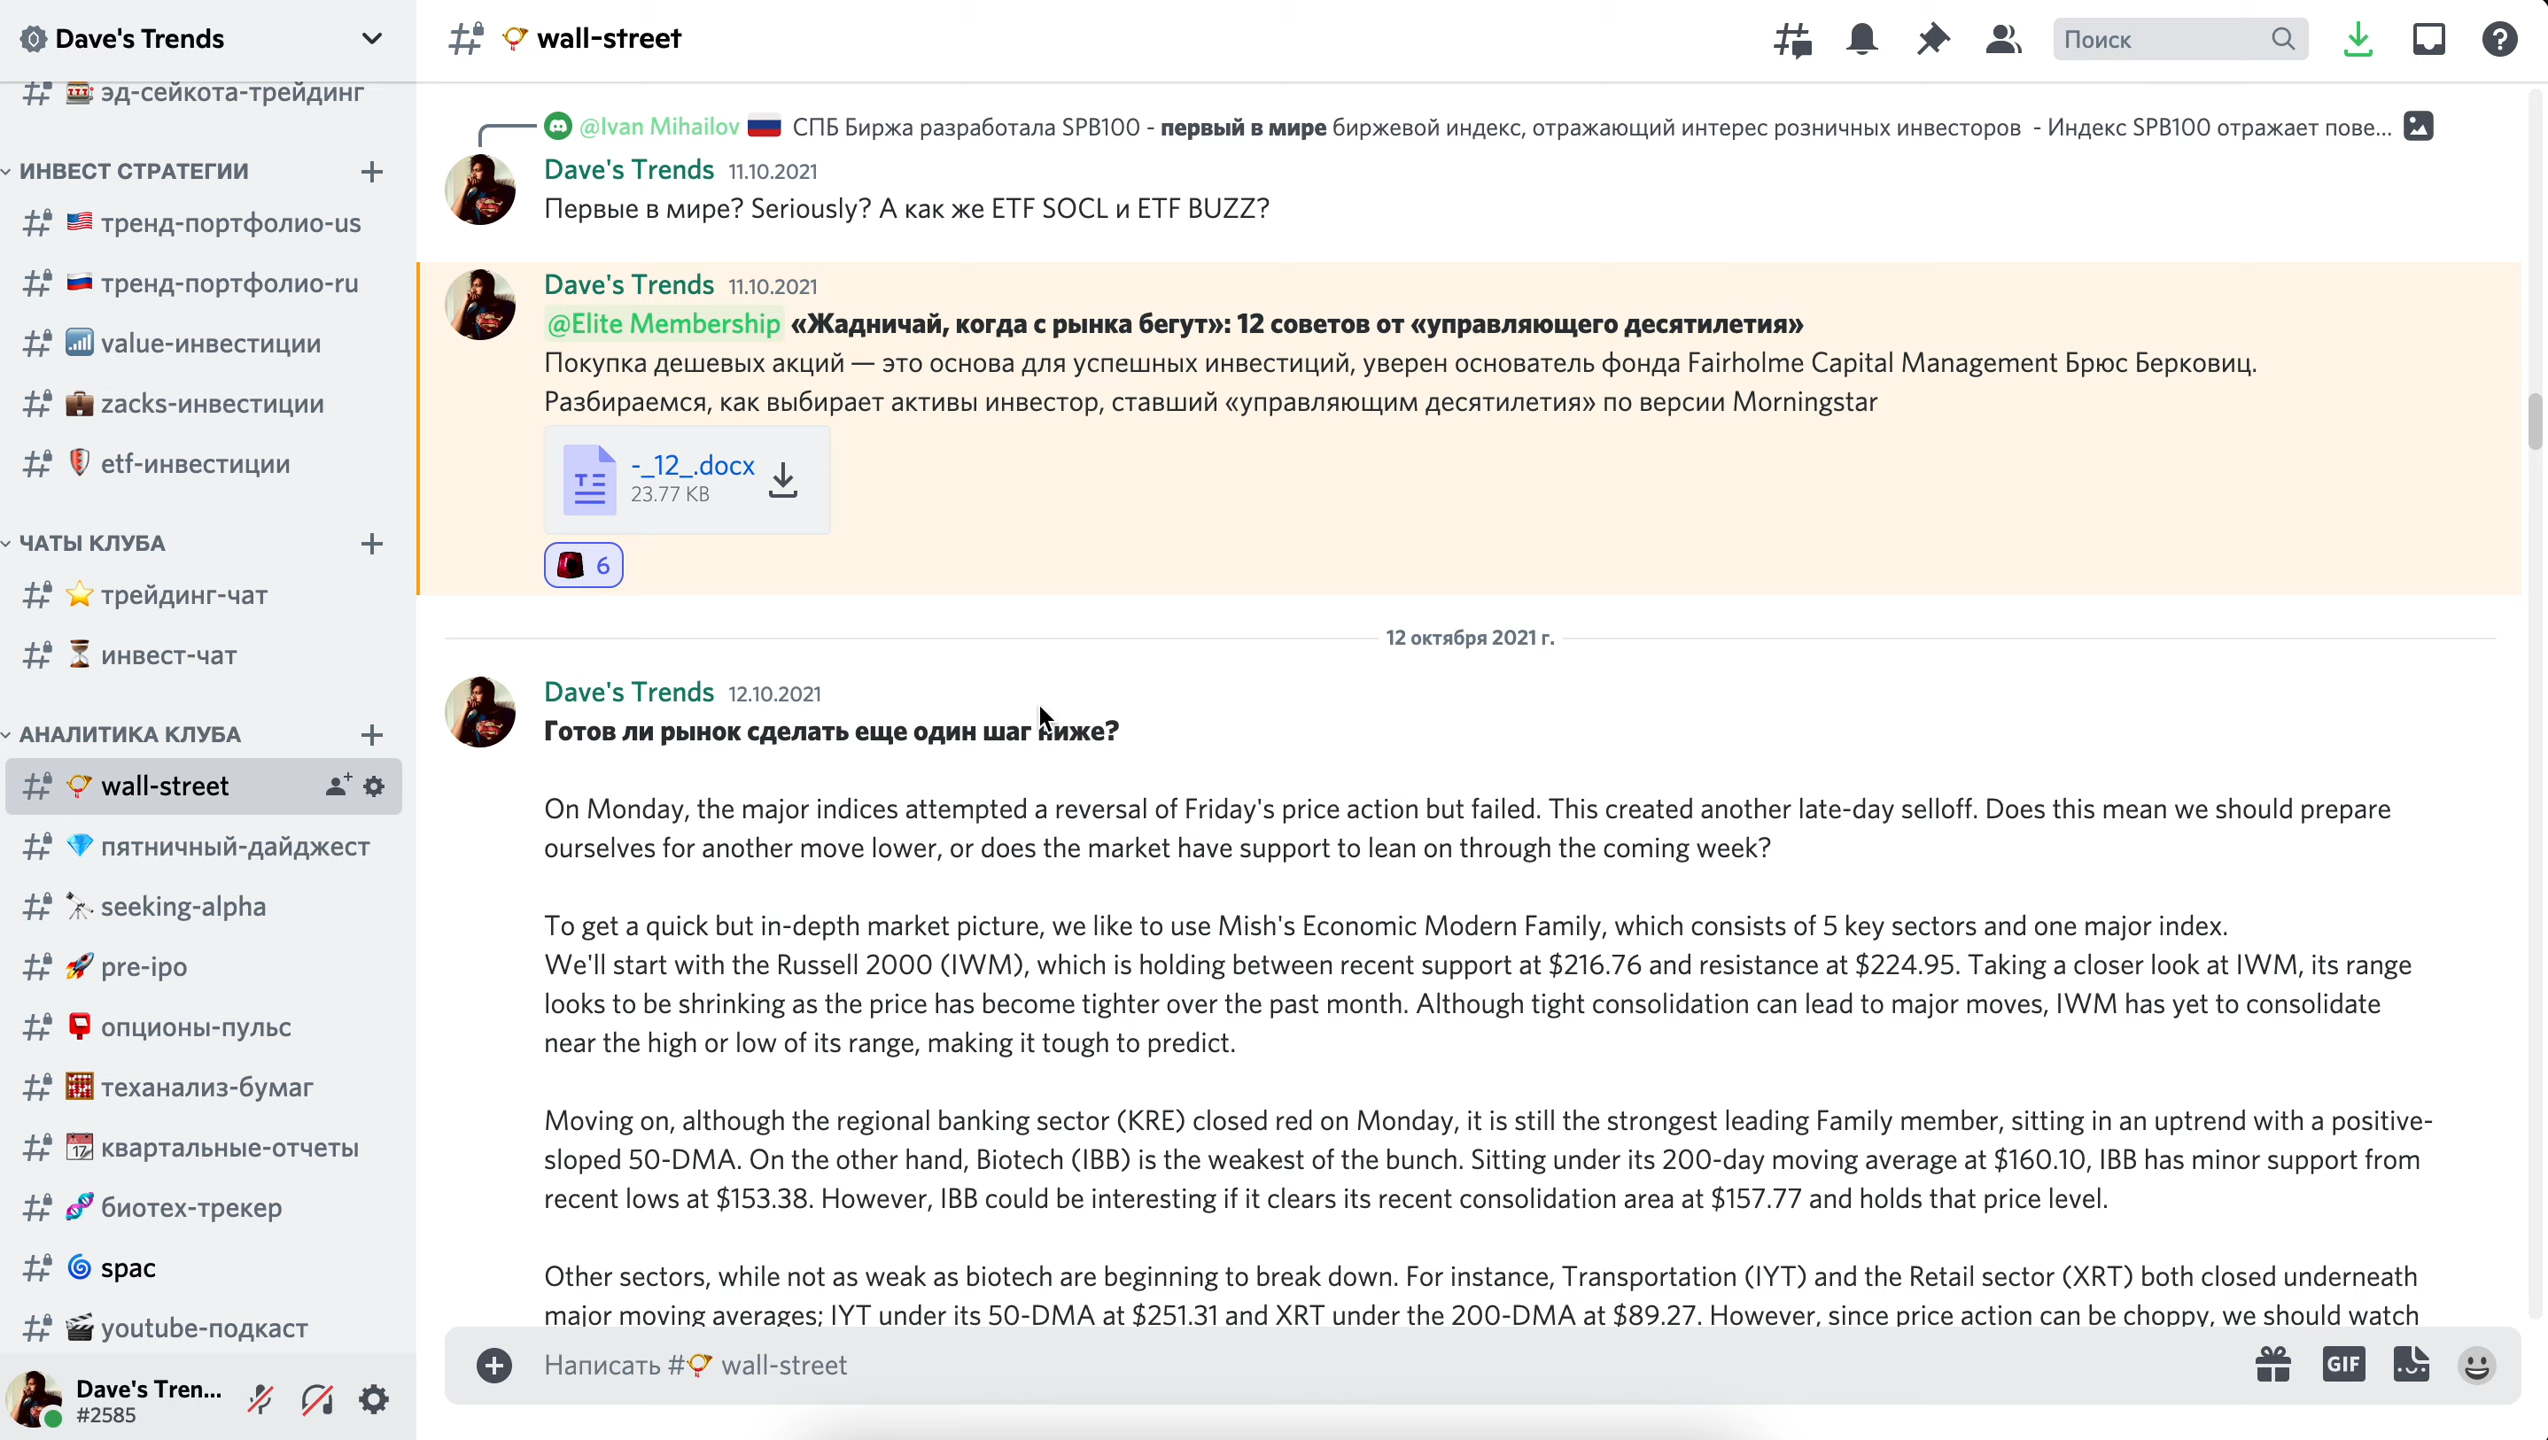 Dave's Trends
эд-сейкота-трейдинг
ИНВЕСТ СТРАТЕГИИ
тренд-портфолио-us
тренд-портфолио-ru
value-инвестиции
zacks-инвестиции
etf-инвестиции
ЧАТЫ КЛУБА
трейдинг-чат
инвест-чат
АНАЛИТИКА КЛУБА
wall-street
пятничный-дайджест
seeking-alpha
pre-ipo
опционы-пульс
теханализ-бумаг
17 квартальные-отчеты
биотех-трекер
spac
youtube-подкаст
Dave's Tren...
#2585
wall-street
Поиск
@Ivan Mihailov СПБ Биржа разработала SPB100 - первый в мире биржевой индекс, отражающий интерес розничных инвесторов - Индекс SPB100 отражает пове...
Dave's Trends 11.10.2021
Первые в мире? Seriously? А как же ETF SOCL и ETF BUZZ?
Dave's Trends 11.10.2021
@Elite Membership «Жадничай, когда с рынка бегут»: 12 советов от «управляющего десятилетия»
Покупка дешевых акций — это основа для успешных инвестиций, уверен основатель фонда Fairholme Capital Management Брюс Берковиц.
Разбираемся, как выбирает активы инвестор, ставший «управляющим десятилетия» по версии Morningstar
-_12_.docx
23.77 KB
6
12 октября 2021 г.
Dave's Trends 12.10.2021
Готов ли рынок сделать еще один шаг ниже?
On Monday, the major indices attempted a reversal of Friday's price action but failed. This created another late-day selloff. Does this mean we should prepare
ourselves for another move lower, or does the market have support to lean on through the coming week?
To get a quick but in-depth market picture, we like to use Mish's Economic Modern Family, which consists of 5 key sectors and one major index.
We'll start with the Russell 2000 (IWM), which is holding between recent support at $216.76 and resistance at $224.95. Taking a closer look at IWM, its range
looks to be shrinking as the price has become tighter over the past month. Although tight consolidation can lead to major moves, IWM has yet to consolidate
near the high or low of its range, making it tough to predict.
Moving on, although the regional banking sector (KRE) closed red on Monday, it is still the strongest leading Family member, sitting in an uptrend with a positive-
sloped 50-DMA. On the other hand, Biotech (IBB) is the weakest of the bunch. Sitting under its 200-day moving average at $160.10, IBB has minor support from
recent lows at $153.38. However, IBB could be interesting if it clears its recent consolidation area at $157.77 and holds that price level.
Other sectors, while not as weak as biotech are beginning to break down. For instance, Transportation (IYT) and the Retail sector (XRT) both closed underneath
major moving averages; IYT under its 50-DMA at $251.31 and XRT under the 200-DMA at $89.27. However, since price action can be choppy, we should watch
Написать # wall-street
GIF